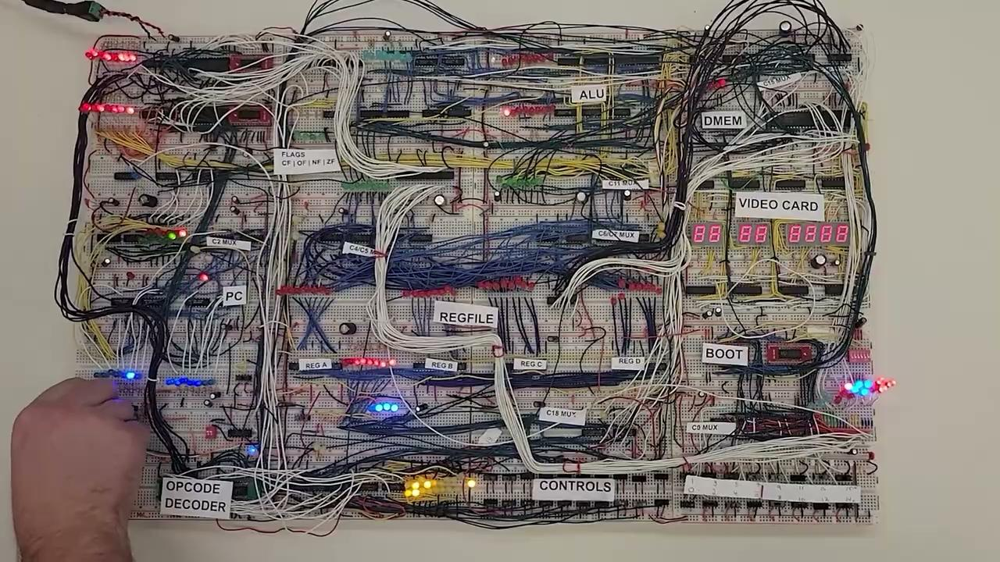 ALU
C15 MUX
DMEM
FLAGS
CF | OF | NF | ZF
C11 MUX
VIDEO CARD
C2 MUX
C4/C5
C6/C7 MUX
PC
REGFILE
REG A
REG B
REG C
REG D
BOOT
C18 MUX
OPCODE
DECODER
CONTROLS